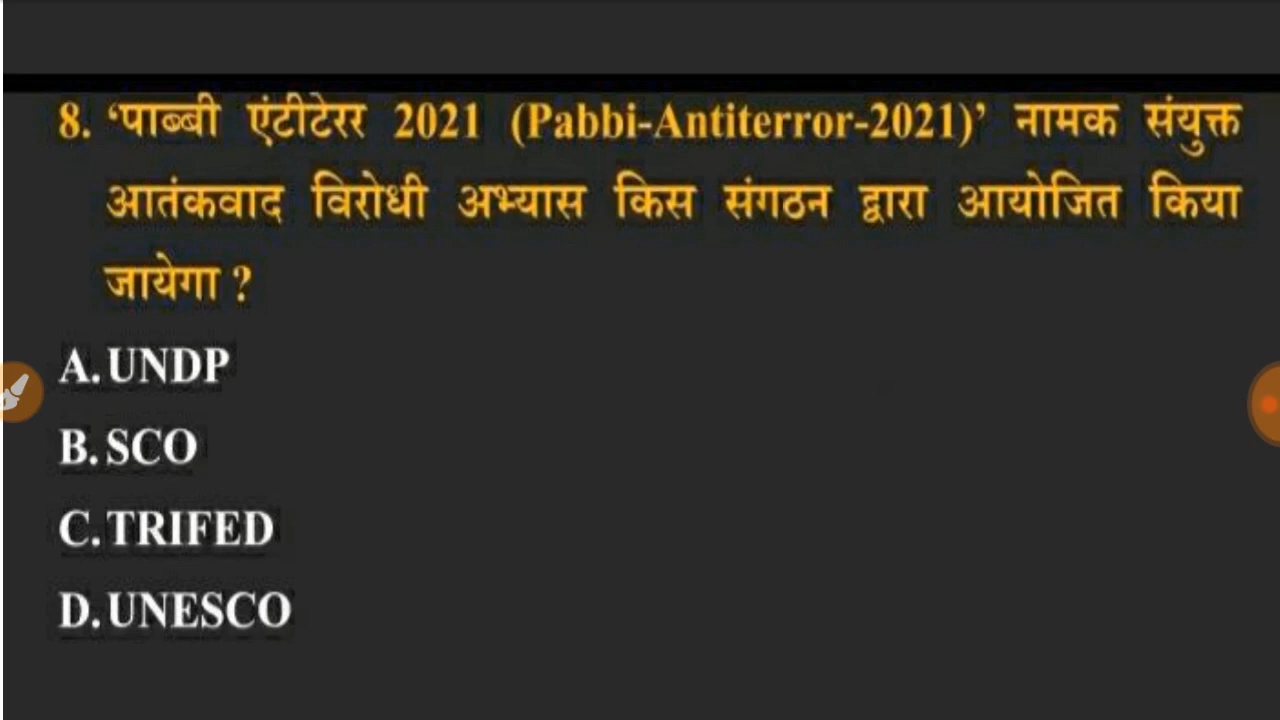 8. ‘पाब्बी एंटीटेरर 2021 (Pabbi-Antiterror-2021)’ नामक संयुक्त
आतंकवाद विरोधी अभ्यास किस संगठन द्वारा आयोजित किया
जायेगा ?
A. UNDP
B. SCO
C. TRIFED
D. UNESCO